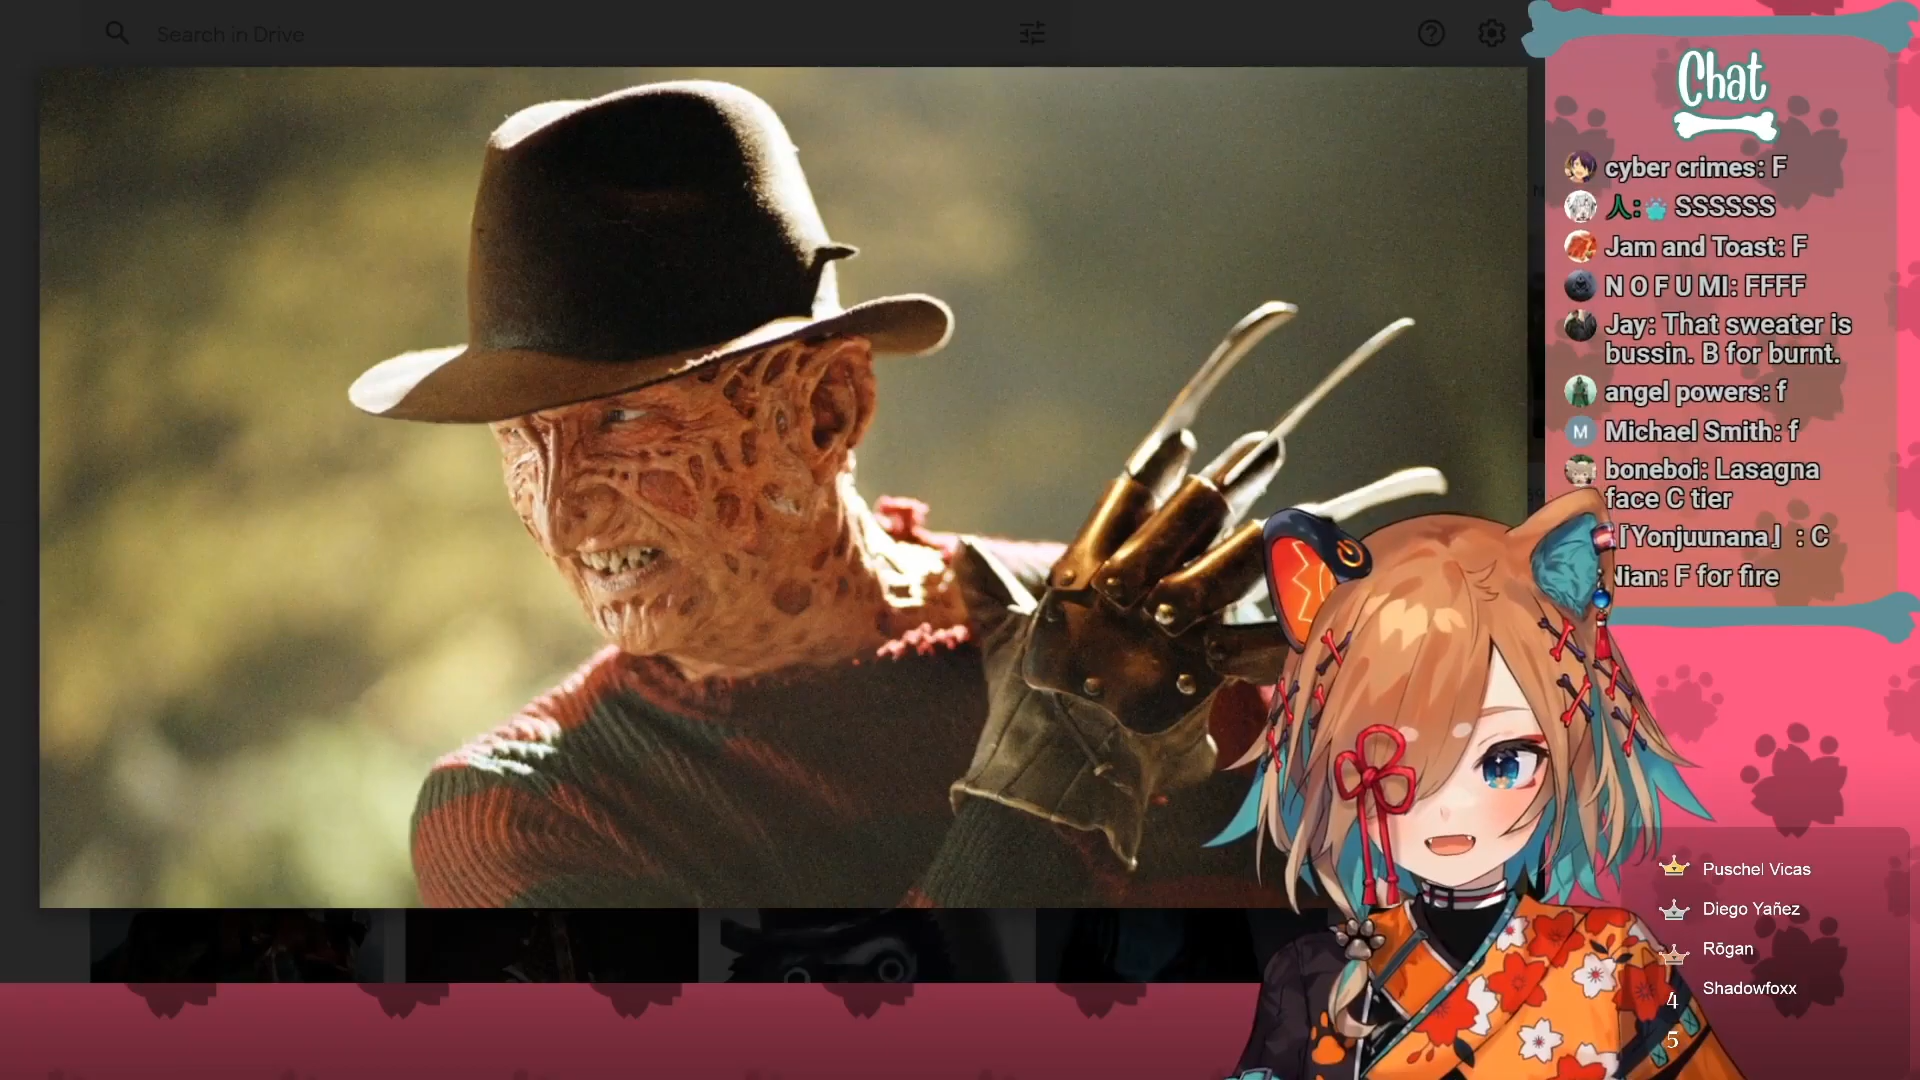 Search in Drive
Chat
cyber crimes: F
人: SSSSSS
Jam and Toast: F
N O F U MI: FFFF
Jay: That sweater is
bussin. B for burnt.
angel powers: f
M
Michael Smith: f
boneboi: Lasagna
face C tier
『Yonjuunana』 : C
Nian: F for fire
Puschel Vicas
Diego Yañez
Rōgan
Shadowfoxx
4
5